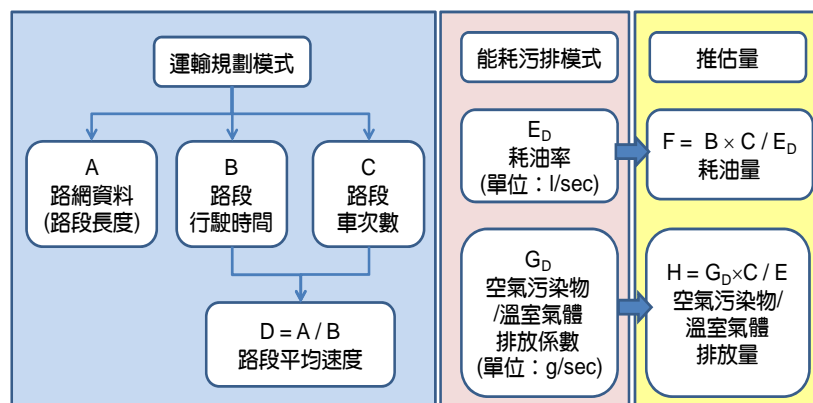 運輸規劃模式
A
路網資料
(路段長度)
B
路段
行駛時間
C
路段
車次數
D = A / B
路段平均速度
能耗污排模式
E_D
耗油率
(單位：l/sec)
G_D
空氣污染物
/溫室氣體
排放係數
(單位：g/sec)
推估量
F =  B × C / E_D
耗油量
H = G_D×C / E
空氣污染物/
溫室氣體
排放量